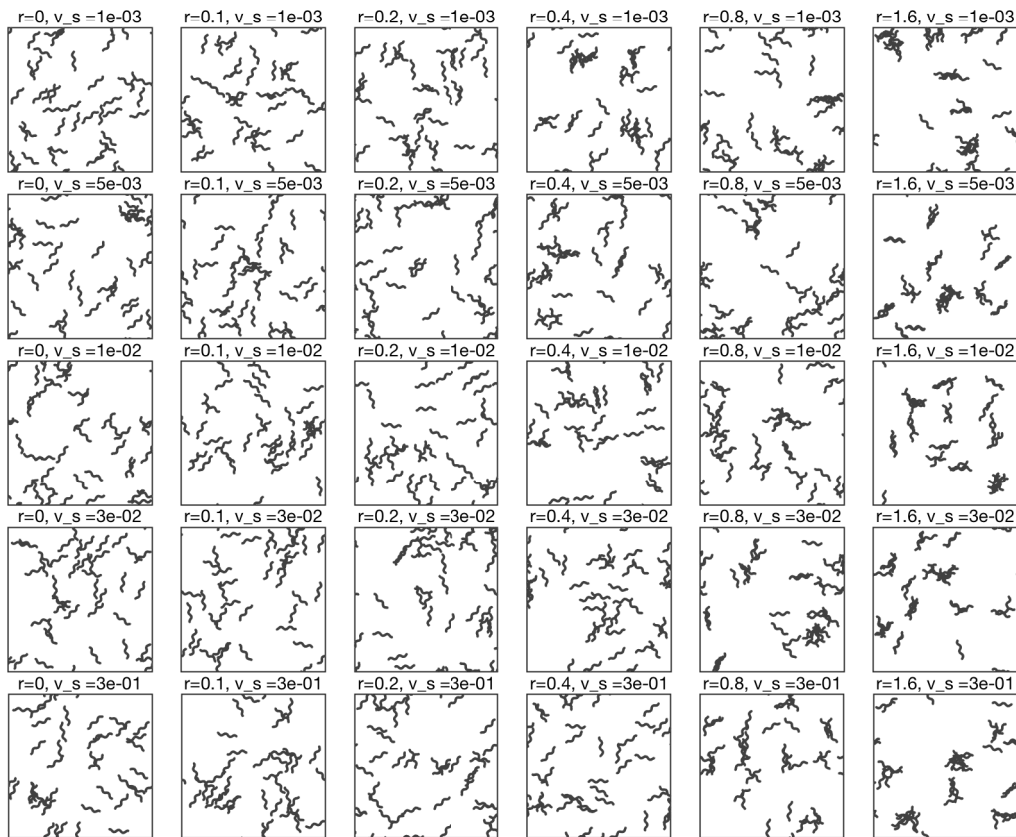 r=0, v_s =1e-03 r=0.1, v_s =1e-03 r=0.2, v_s =1e-03 r=0.4, v_s =1e-03 r=0.8, v_s =1e-03 r=1.6, v_s =1e-03
r=0, v_s =5e-03 r=0.1, v_s =5e-03 r=0.2, v_s =5e-03 r=0.4, v_s =5e-03 r=0.8, v_s =5e-03 r=1.6, v_s =5e-03
r=0, v_s =1e-02 r=0.1, v_s =1e-02 r=0.2, v_s =1e-02 r=0.4, v_s =1e-02 r=0.8, v_s =1e-02 r=1.6, v_s =1e-02
r=0, v_s =3e-02 r=0.1, v_s =3e-02 r=0.2, v_s =3e-02 r=0.4, v_s =3e-02 r=0.8, v_s =3e-02 r=1.6, v_s =3e-02
r=0, v_s =3e-01 r=0.1, v_s =3e-01 r=0.2, v_s =3e-01 r=0.4, v_s =3e-01 r=0.8, v_s =3e-01 r=1.6, v_s =3e-01